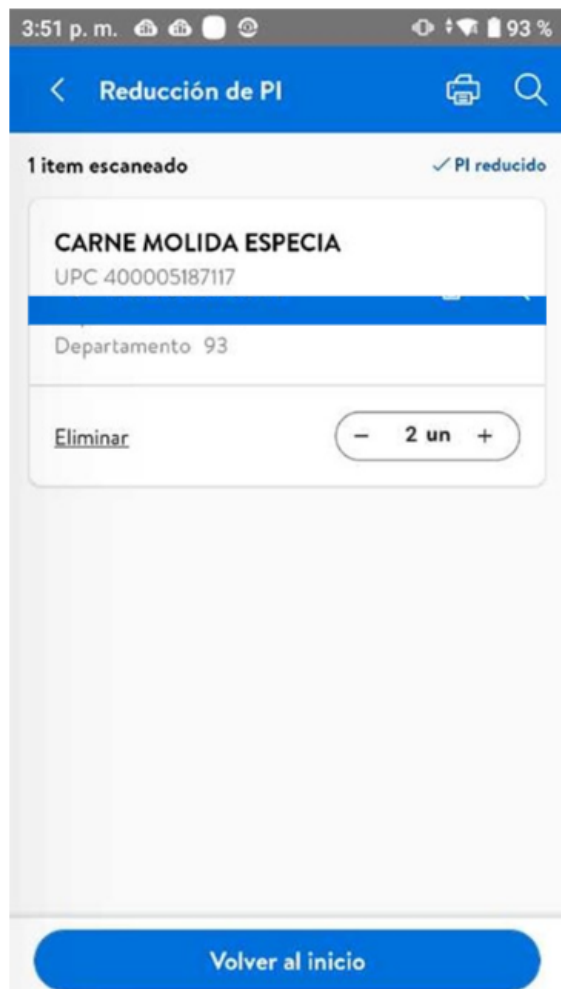 3:51 p. m. 93 %
Reducción de PI
1 item escaneado ✓ PI reducido
CARNE MOLIDA ESPECIA
UPC 400005187117
Departamento 93
Eliminar − 2 un +
Volver al inicio